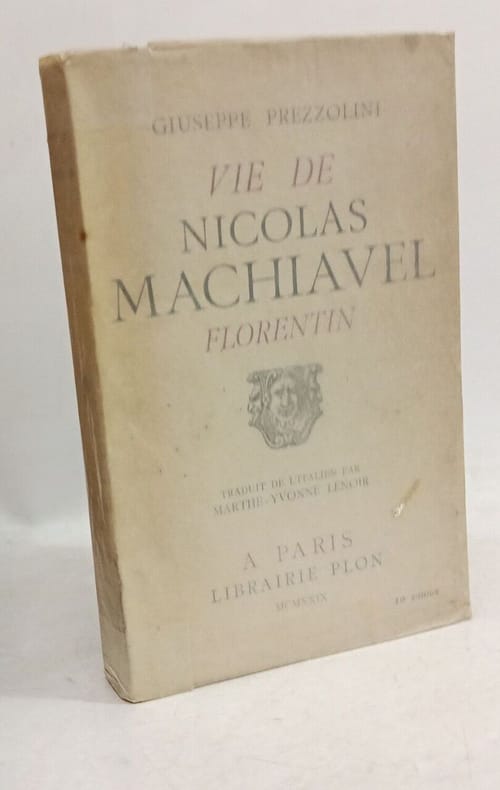 GIUSEPPE PREZZOLINI
VIE DE
NICOLAS
MACHIAVEL
FLORENTIN
TRADUIT DE L'ITALIEN PAR
MARTHE-YVONNE LENOIR
A PARIS
LIBRAIRIE PLON
MCMXXIX